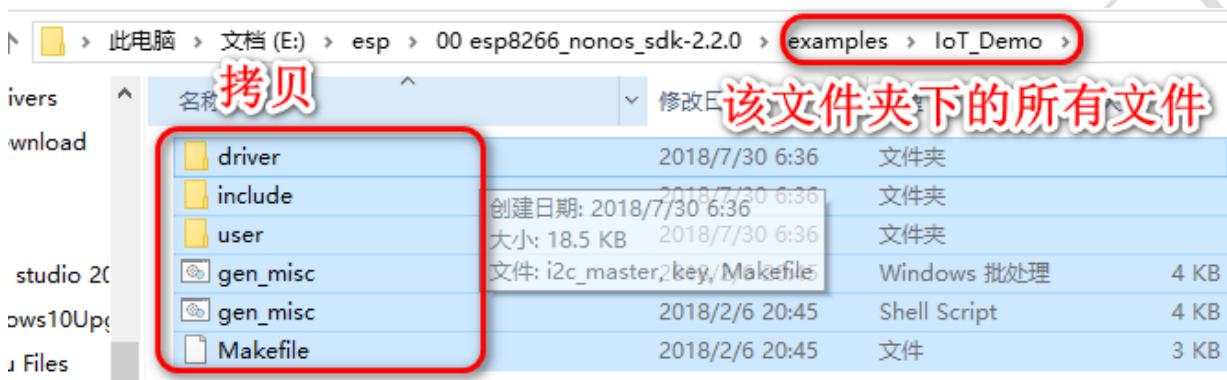 此电脑 › 文档 (E:) › esp › 00 esp8266_nonos_sdk-2.2.0 › examples › IoT_Demo ›
拷贝
该文件夹下的所有文件
ivers
名称 修改日
wnload
driver 2018/7/30 6:36 文件夹
include 2018/7/30 6:36 文件夹
创建日期: 2018/7/30 6:36
user 2018/7/30 6:36 文件夹
大小: 18.5 KB
文件: i2c_master, key, Makefile
studio 20
gen_misc Windows 批处理 4 KB
ows10Upg
gen_misc 2018/2/6 20:45 Shell Script 4 KB
Makefile 2018/2/6 20:45 文件 3 KB
u Files